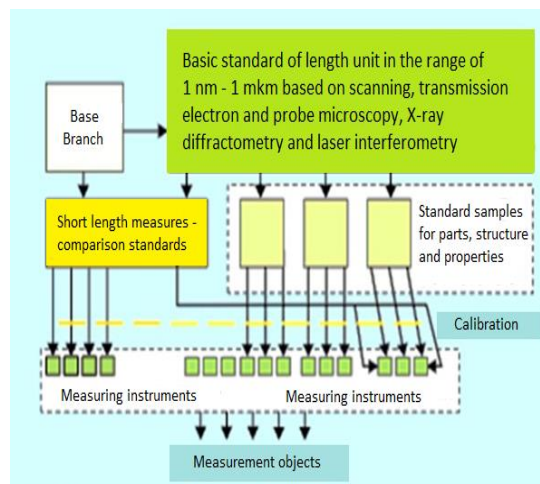 Basic standard of length unit in the range of
1 nm - 1 mkm based on scanning, transmission
electron and probe microscopy, X-ray
diffractometry and laser interferometry
Base
Branch
Short length measures -
comparison standards
Standard samples
for parts, structure
and properties
Calibration
Measuring instruments
Measuring instruments
Measurement objects